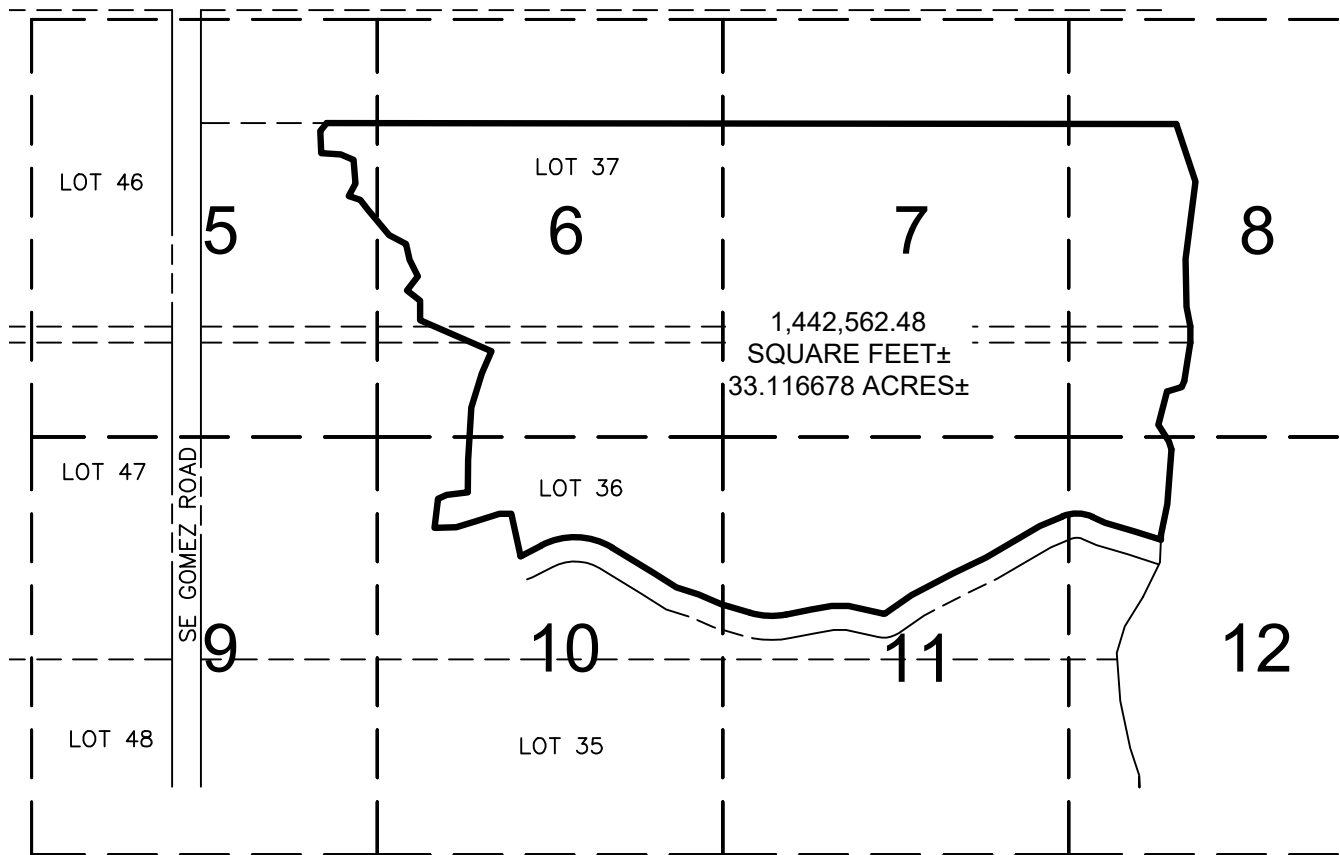 LOT 46
LOT 37
5
6
7
8
1,442,562.48
SQUARE FEET±
33.116678 ACRES±
LOT 47
LOT 36
SE GOMEZ ROAD
9
10
11
12
LOT 48
LOT 35